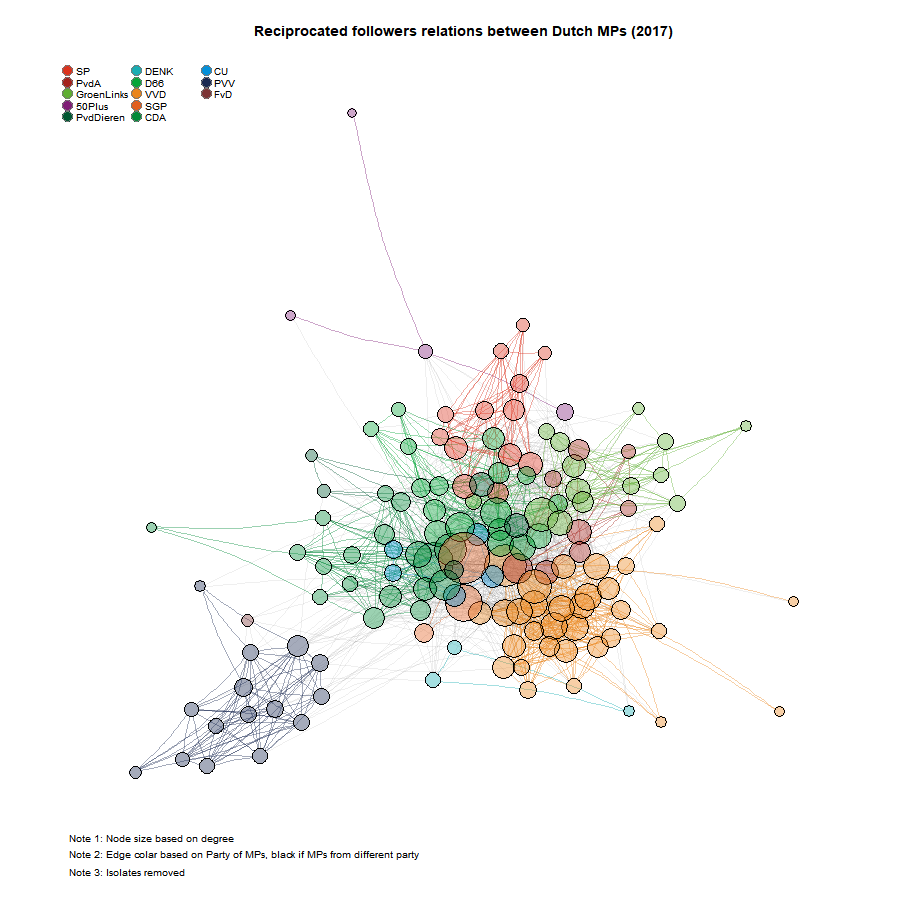 Reciprocated followers relations between Dutch MPs (2017)
SP DENK CU
PvdA D66 PVV
GroenLinks VVD FvD
50Plus SGP
PvdDieren CDA
Note 1: Node size based on degree
Note 2: Edge colar based on Party of MPs, black if MPs from different party
Note 3: Isolates removed